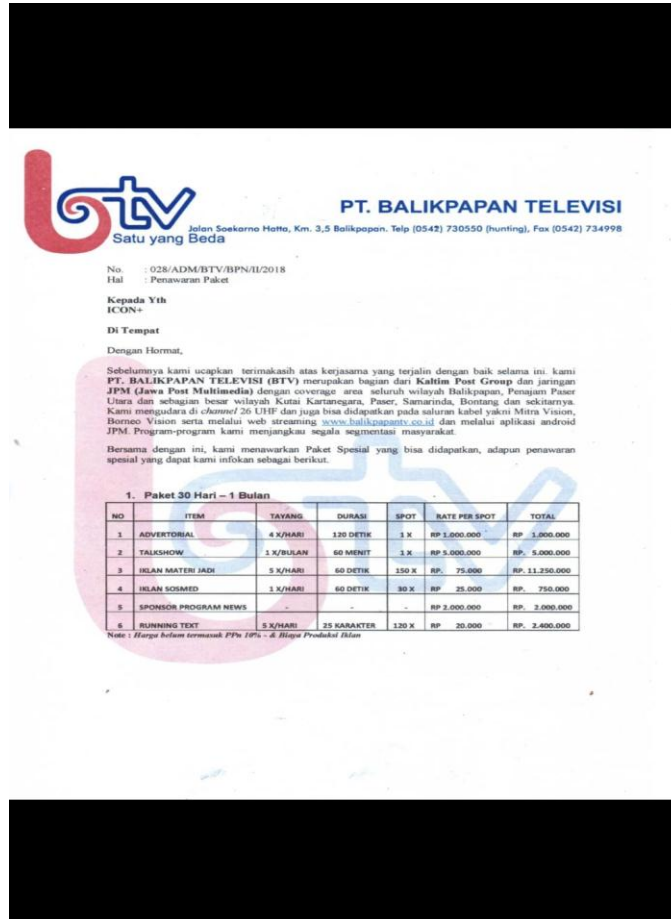 btv
Satu yang Beda
PT. BALIKPAPAN TELEVISI
Jalan Soekarno Hatta, Km. 3,5 Balikpapan. Telp (0542) 730550 (hunting), Fax (0542) 734998
No. : 028/ADM/BTV/BPN/II/2018
Hal : Penawaran Paket
Kepada Yth
ICON+
Di Tempat
Dengan Hormat,
Sebelumnya kami ucapkan terimakasih atas kerjasama yang terjalin dengan baik selama ini. kami
PT. BALIKPAPAN TELEVISI (BTV) merupakan bagian dari Kaltim Post Group dan jaringan
JPM (Jawa Post Multimedia) dengan coverage area seluruh wilayah Balikpapan, Penajam Paser
Utara dan sebagian besar wilayah Kutai Kartanegara, Paser, Samarinda, Bontang dan sekitarnya.
Kami mengudara di channel 26 UHF dan juga bisa didapatkan pada saluran kabel yakni Mitra Vision,
Borneo Vision serta melalui web streaming www.balikpapantv.co.id dan melalui aplikasi android
JPM. Program-program kami menjangkau segala segmentasi masyarakat.
Bersama dengan ini, kami menawarkan Paket Spesial yang bisa didapatkan, adapun penawaran
spesial yang dapat kami infokan sebagai berikut.
1. Paket 30 Hari – 1 Bulan
NO ITEM TAYANG DURASI SPOT RATE PER SPOT TOTAL
1 ADVERTORIAL 4 X/HARI 120 DETIK 1 X RP 1.000.000 RP 1.000.000
2 TALKSHOW 1 X/BULAN 60 MENIT 1 X RP 5.000.000 RP. 5.000.000
3 IKLAN MATERI JADI 5 X/HARI 60 DETIK 150 X RP. 75.000 RP. 11.250.000
4 IKLAN SOSMED 1 X/HARI 60 DETIK 30 X RP 25.000 RP. 750.000
5 SPONSOR PROGRAM NEWS - - - RP 2.000.000 RP. 2.000.000
6 RUNNING TEXT 5 X/HARI 25 KARAKTER 120 X RP 20.000 RP. 2.400.000
Note : Harga belum termasuk PPn 10% - & Biaya Produksi Iklan